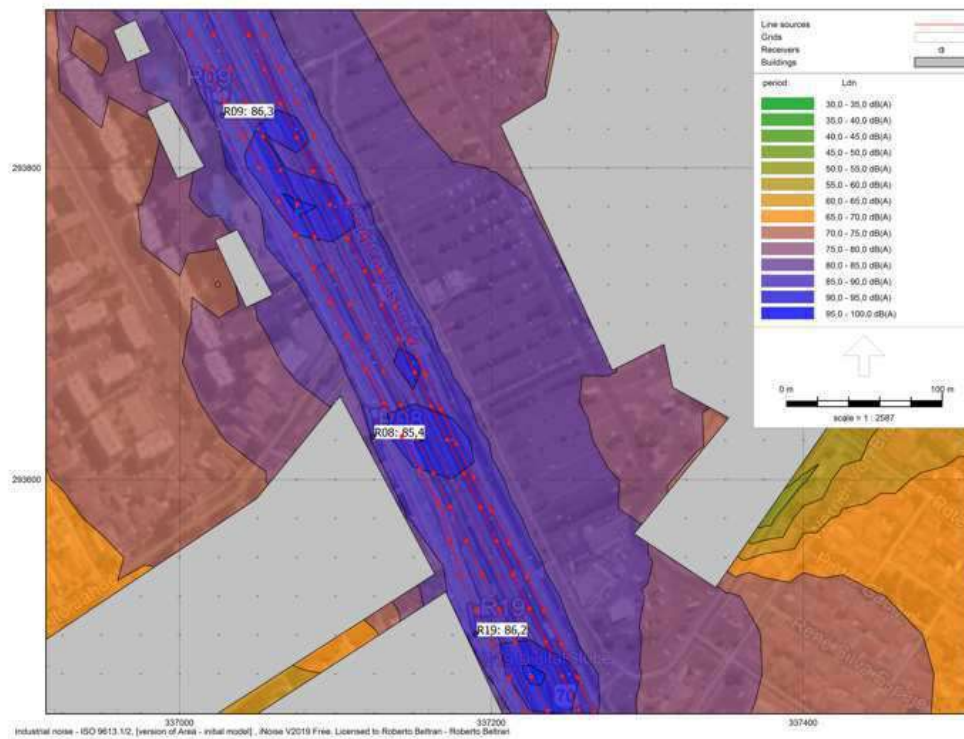 Line sources
Grids
Receivers
Buildings
period: Ldn
30,0 - 35,0 dB(A)
35,0 - 40,0 dB(A)
40,0 - 45,0 dB(A)
45,0 - 50,0 dB(A)
50,0 - 55,0 dB(A)
55,0 - 60,0 dB(A)
60,0 - 65,0 dB(A)
65,0 - 70,0 dB(A)
70,0 - 75,0 dB(A)
75,0 - 80,0 dB(A)
80,0 - 85,0 dB(A)
85,0 - 90,0 dB(A)
90,0 - 95,0 dB(A)
95,0 - 100,0 dB(A)
0 m 100 m
scale = 1 : 2587
R09
R09: 86,3
293800
R08: 85,4
293600
R19
R19: 86,2
70
337000 337200 337400
Industrial noise - ISO 9613.1/2, [version of Area - initial model] , iNoise V2019 Free. Licensed to Roberto Beltran - Roberto Beltran